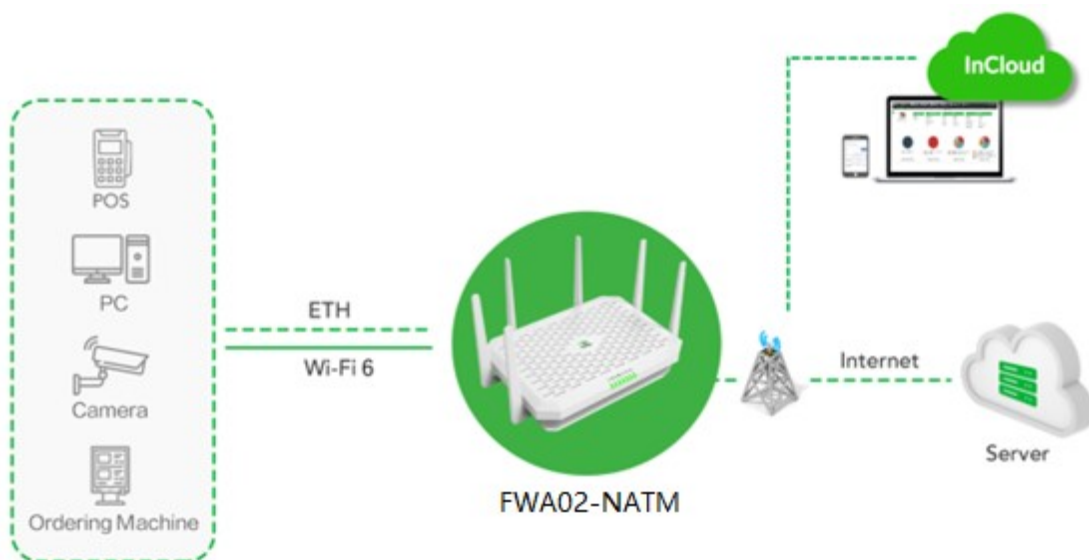 InCloud
POS
PC
ETH
Wi-Fi 6
Camera
Internet
Server
Ordering Machine
FWA02-NATM